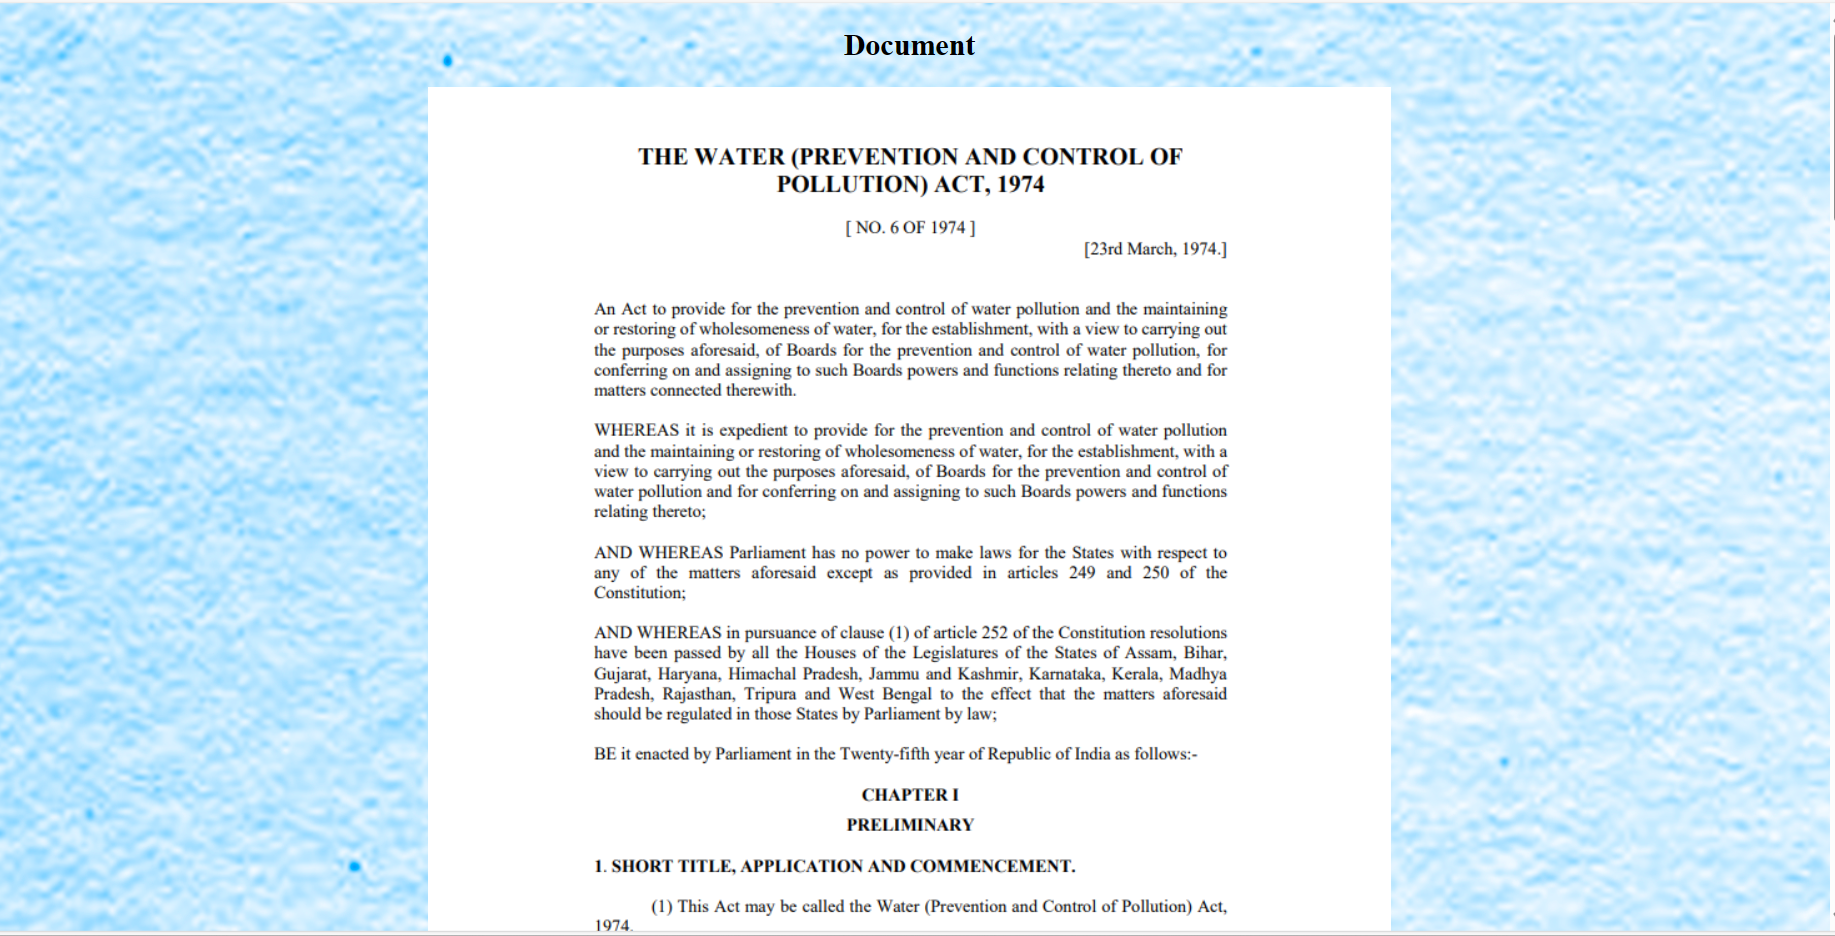 Document
THE WATER (PREVENTION AND CONTROL OF
POLLUTION) ACT, 1974
[ NO. 6 OF 1974 ]
[23rd March, 1974.]
An Act to provide for the prevention and control of water pollution and the maintaining
or restoring of wholesomeness of water, for the establishment, with a view to carrying out
the purposes aforesaid, of Boards for the prevention and control of water pollution, for
conferring on and assigning to such Boards powers and functions relating thereto and for
matters connected therewith.
WHEREAS it is expedient to provide for the prevention and control of water pollution
and the maintaining or restoring of wholesomeness of water, for the establishment, with a
view to carrying out the purposes aforesaid, of Boards for the prevention and control of
water pollution and for conferring on and assigning to such Boards powers and functions
relating thereto;
AND WHEREAS Parliament has no power to make laws for the States with respect to
any of the matters aforesaid except as provided in articles 249 and 250 of the
Constitution;
AND WHEREAS in pursuance of clause (1) of article 252 of the Constitution resolutions
have been passed by all the Houses of the Legislatures of the States of Assam, Bihar,
Gujarat, Haryana, Himachal Pradesh, Jammu and Kashmir, Karnataka, Kerala, Madhya
Pradesh, Rajasthan, Tripura and West Bengal to the effect that the matters aforesaid
should be regulated in those States by Parliament by law;
BE it enacted by Parliament in the Twenty-fifth year of Republic of India as follows:-
CHAPTER I
PRELIMINARY
1. SHORT TITLE, APPLICATION AND COMMENCEMENT.
(1) This Act may be called the Water (Prevention and Control of Pollution) Act,
1974.